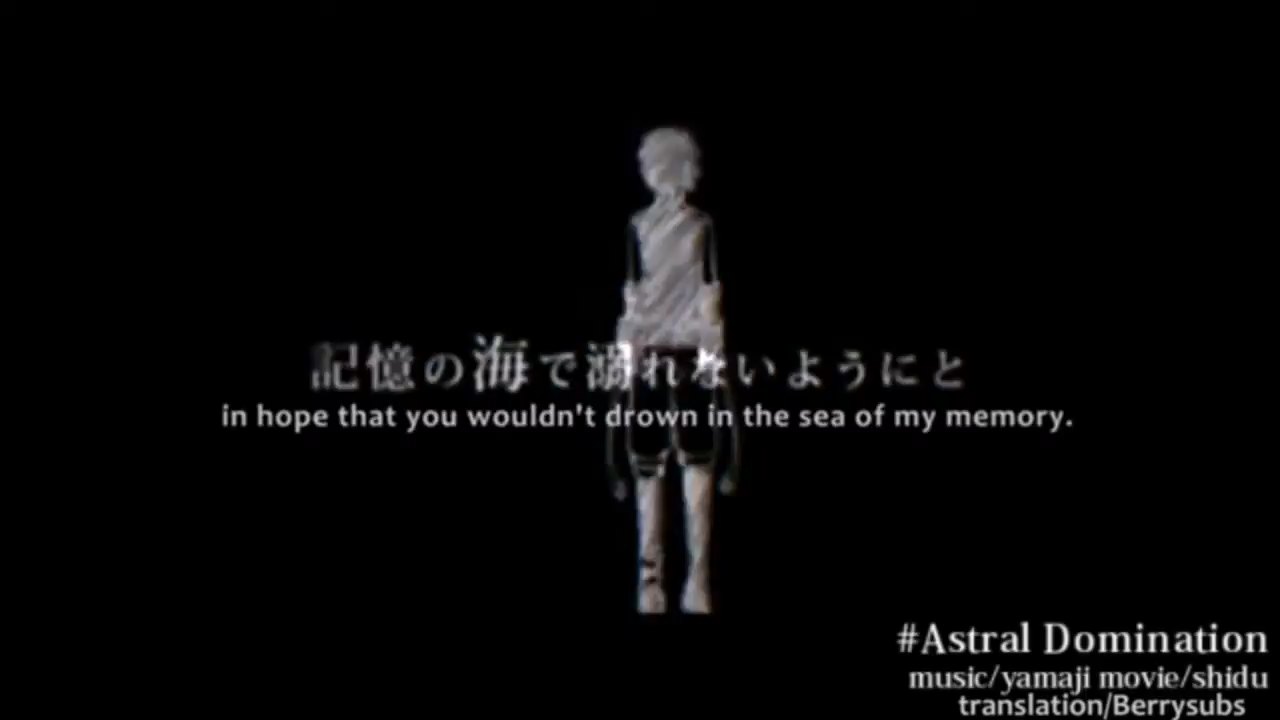 記憶の海で溺れないようにと
in hope that you wouldn't drown in the sea of my memory.
#Astral Domination
music/yamaji movie/shidu
translation/Berrysubs